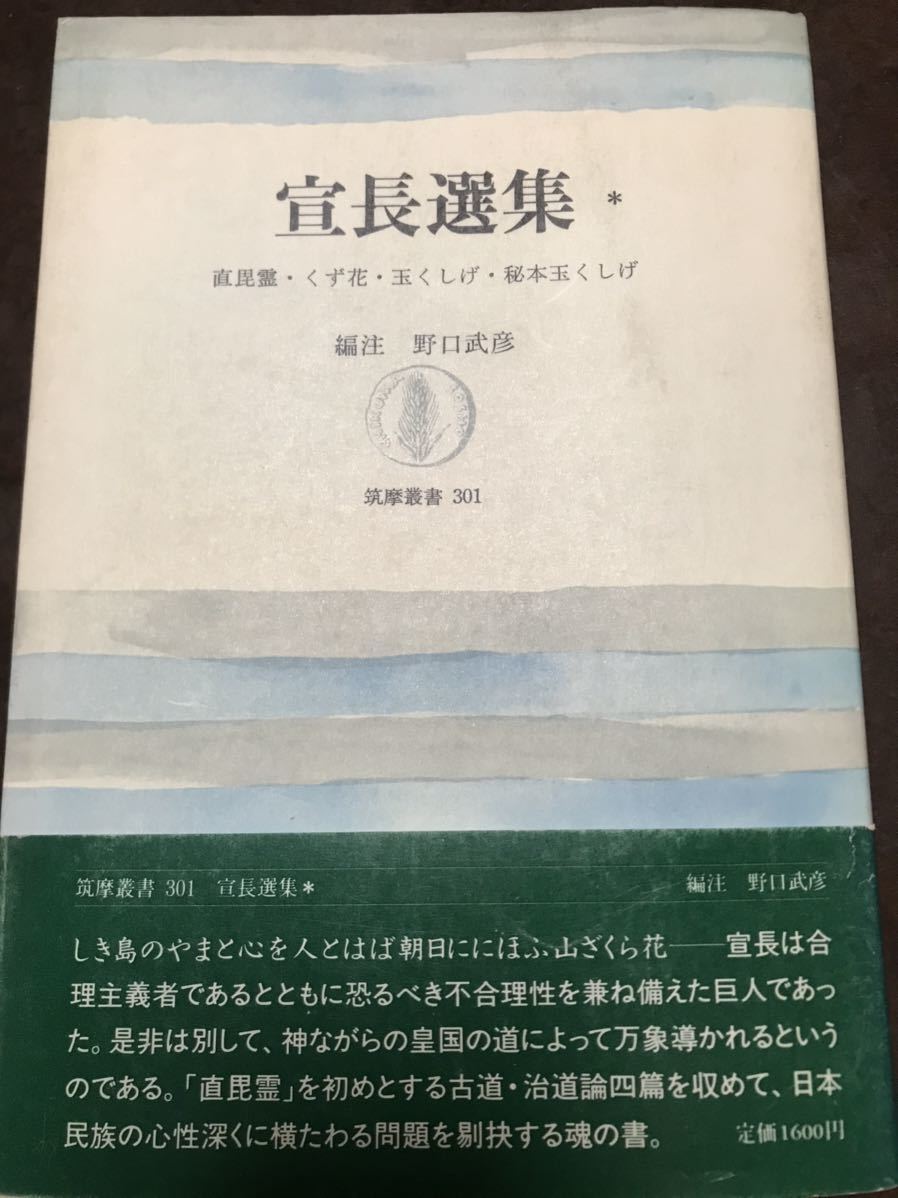 宣長選集 *
直毘霊・くず花・玉くしげ・秘本玉くしげ
編注 野口武彦
筑摩叢書 301
筑摩叢書 301 宣長選集* 編注 野口武彦
しき島のやまと心を人とはば朝日ににほふ山ざくら花――宣長は合
理主義者であるとともに恐るべき不合理性を兼ね備えた巨人であっ
た。是非は別して、神ながらの皇国の道によって万象導かれるという
のである。「直毘霊」を初めとする古道・治道論四篇を収めて、日本
民族の心性深くに横たわる問題を剔抉する魂の書。 定価1600円